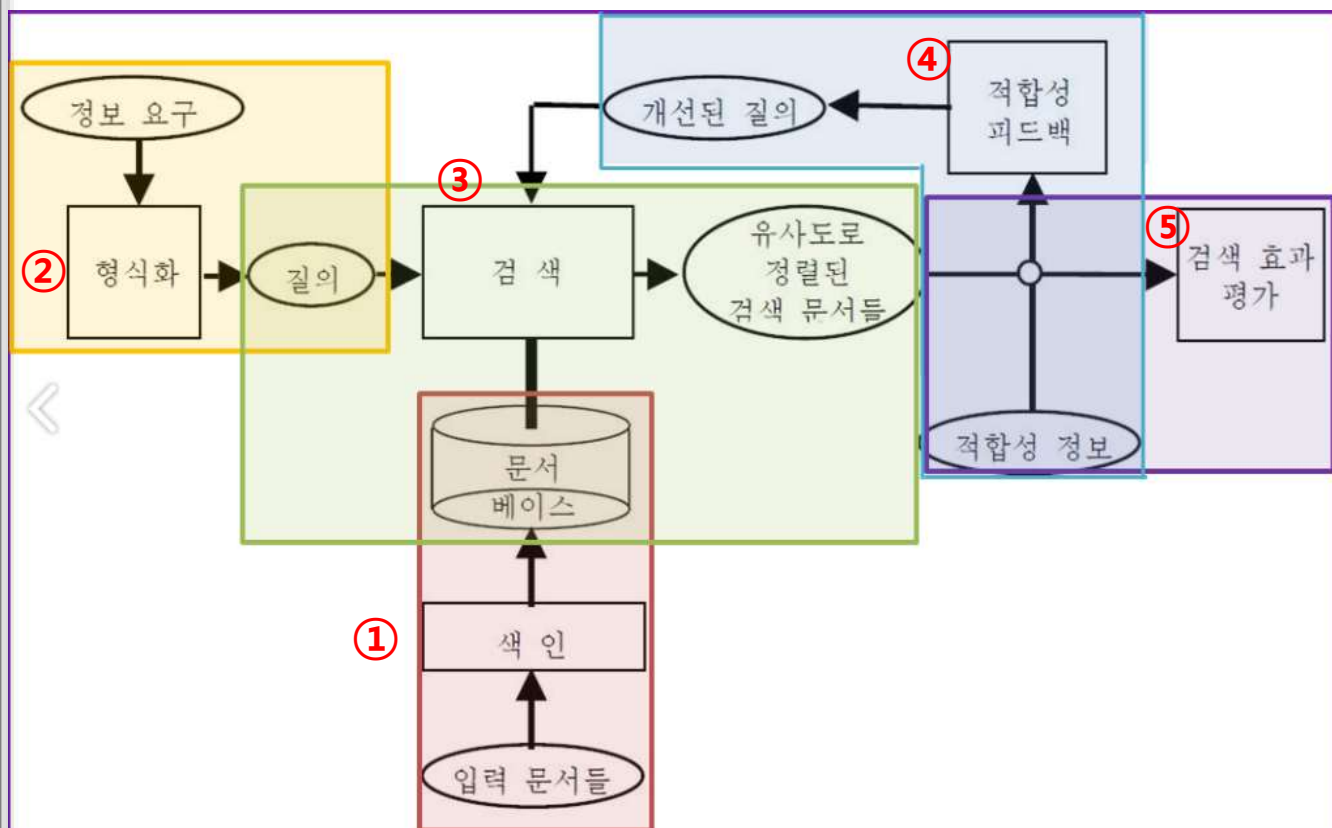 정보 요구
②
형식화
질의
③
검 색
유사도로
정렬된
검색 문서들
개선된 질의
④
적합성
피드백
⑤
검색 효과
평가
적합성 정보
문서
베이스
①
색 인
입력 문서들